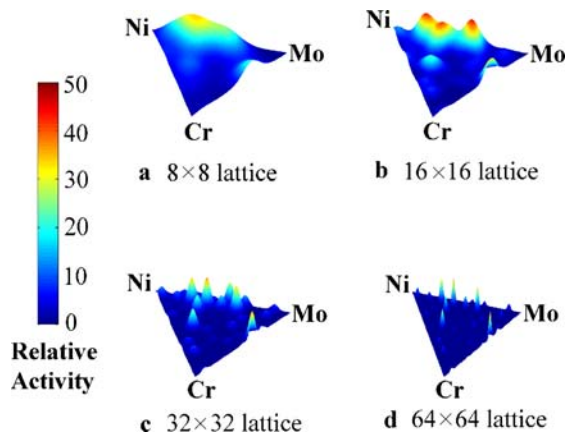 Ni
Mo
Cr
a 8×8 lattice
Ni
Mo
Cr
b 16×16 lattice
50
40
30
20
10
0
Relative
Activity
Ni
Mo
Cr
c 32×32 lattice
Ni
Mo
Cr
d 64×64 lattice